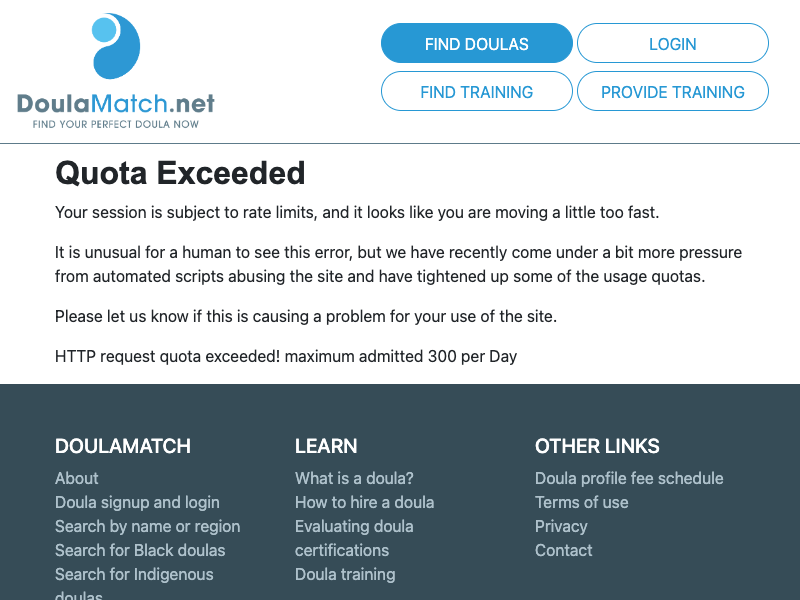 DoulaMatch.net
FIND YOUR PERFECT DOULA NOW
FIND DOULAS
LOGIN
FIND TRAINING
PROVIDE TRAINING
Quota Exceeded
Your session is subject to rate limits, and it looks like you are moving a little too fast.
It is unusual for a human to see this error, but we have recently come under a bit more pressure
from automated scripts abusing the site and have tightened up some of the usage quotas.
Please let us know if this is causing a problem for your use of the site.
HTTP request quota exceeded! maximum admitted 300 per Day
DOULAMATCH
About
Doula signup and login
Search by name or region
Search for Black doulas
Search for Indigenous
doulas
LEARN
What is a doula?
How to hire a doula
Evaluating doula
certifications
Doula training
OTHER LINKS
Doula profile fee schedule
Terms of use
Privacy
Contact